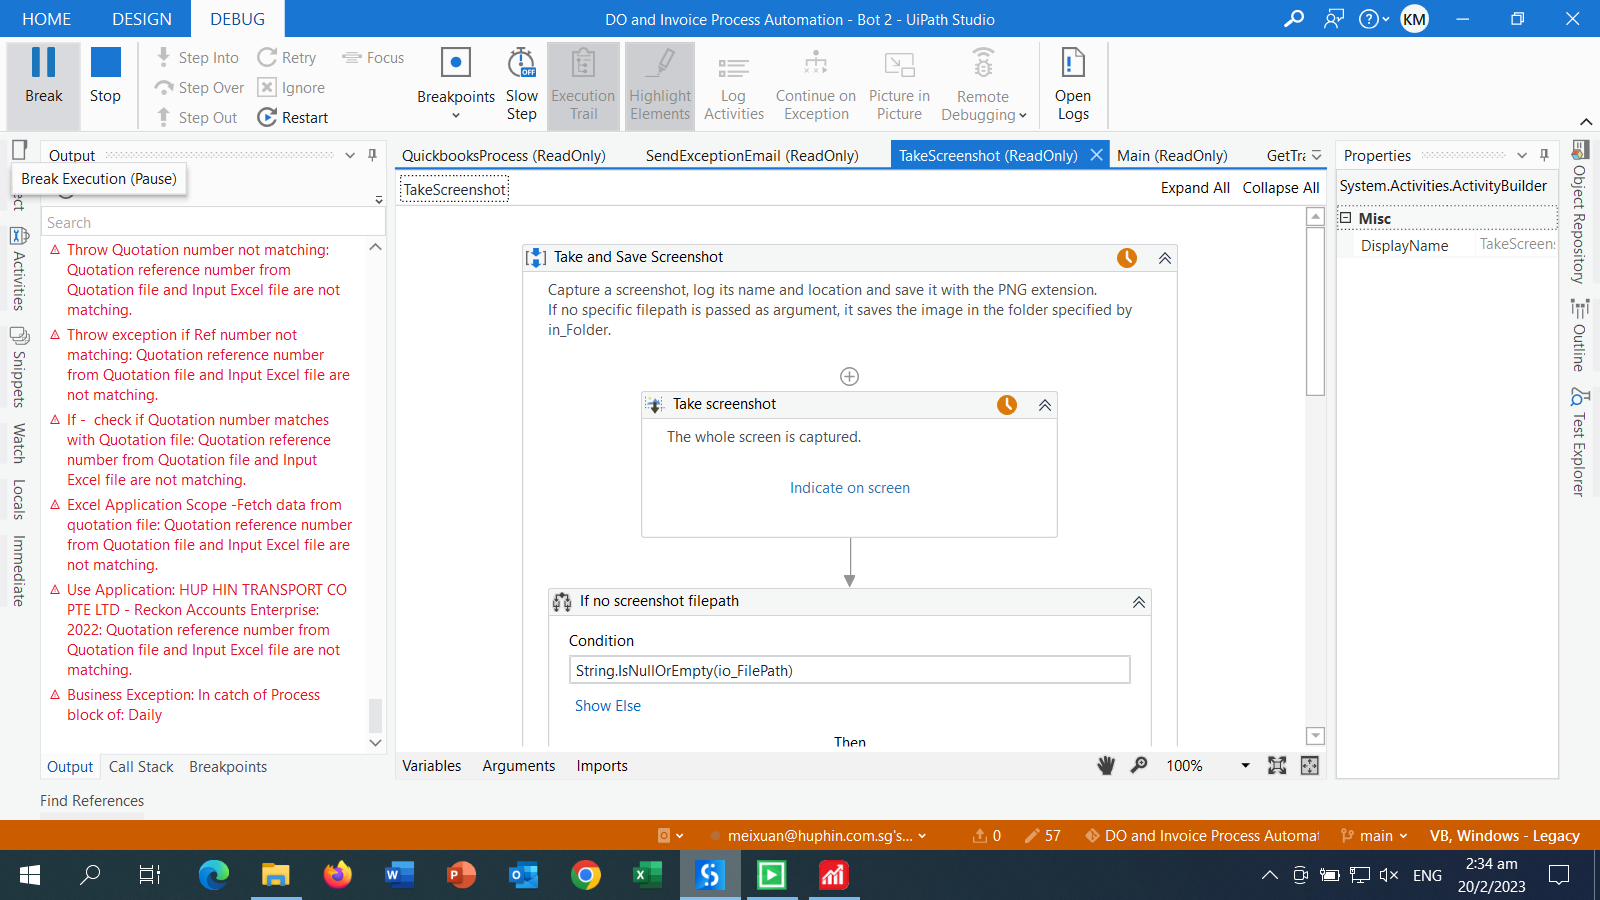 HOME DESIGN DEBUG DO and Invoice Process Automation - Bot 2 - UiPath Studio KM
Break Stop Step Into Retry Focus
Step Over Ignore
Step Out Restart
Breakpoints Slow Step Execution Trail Highlight Elements Log Activities Continue on Exception Picture in Picture Remote Debugging Open Logs
Output
Break Execution (Pause)
ect
Search
Throw Quotation number not matching:
Quotation reference number from
Quotation file and Input Excel file are not
matching.
Throw exception if Ref number not
matching: Quotation reference number
from Quotation file and Input Excel file are
not matching.
If - check if Quotation number matches
with Quotation file: Quotation reference
number from Quotation file and Input
Excel file are not matching.
Excel Application Scope -Fetch data from
quotation file: Quotation reference number
from Quotation file and Input Excel file are
not matching.
Use Application: HUP HIN TRANSPORT CO
PTE LTD - Reckon Accounts Enterprise:
2022: Quotation reference number from
Quotation file and Input Excel file are not
matching.
Business Exception: In catch of Process
block of: Daily
Output Call Stack Breakpoints
Find References
Activities
Snippets
Watch
Locals
Immediate
QuickbooksProcess (ReadOnly) SendExceptionEmail (ReadOnly) TakeScreenshot (ReadOnly) Main (ReadOnly) GetTra
TakeScreenshot Expand All Collapse All
Take and Save Screenshot
Capture a screenshot, log its name and location and save it with the PNG extension.
If no specific filepath is passed as argument, it saves the image in the folder specified by
in_Folder.
Take screenshot
The whole screen is captured.
Indicate on screen
If no screenshot filepath
Condition
String.IsNullOrEmpty(io_FilePath)
Show Else
Then
Variables Arguments Imports 100%
Properties
System.Activities.ActivityBuilder
Misc
DisplayName TakeScreens
Object Repository
Outline
Test Explorer
meixuan@huphin.com.sg's... 0 57 DO and Invoice Process Automat main VB, Windows - Legacy
ENG 2:34 am
20/2/2023